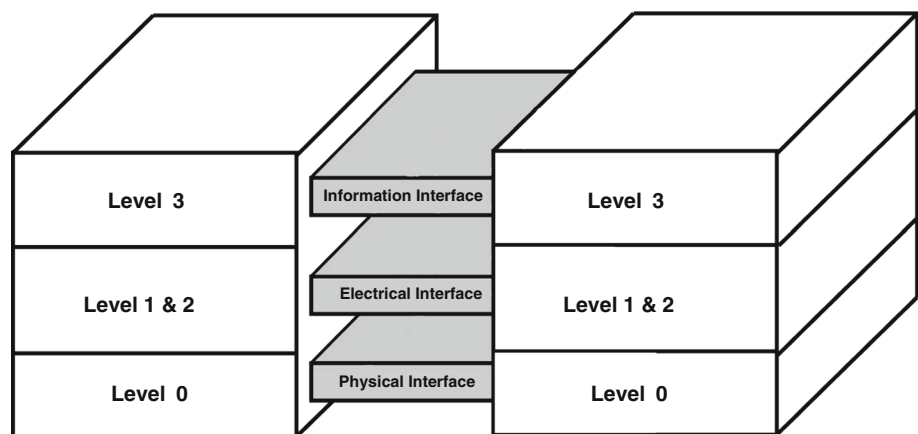 Level 3
Information Interface
Level 3
Level 1 & 2
Electrical Interface
Level 1 & 2
Level 0
Physical Interface
Level 0